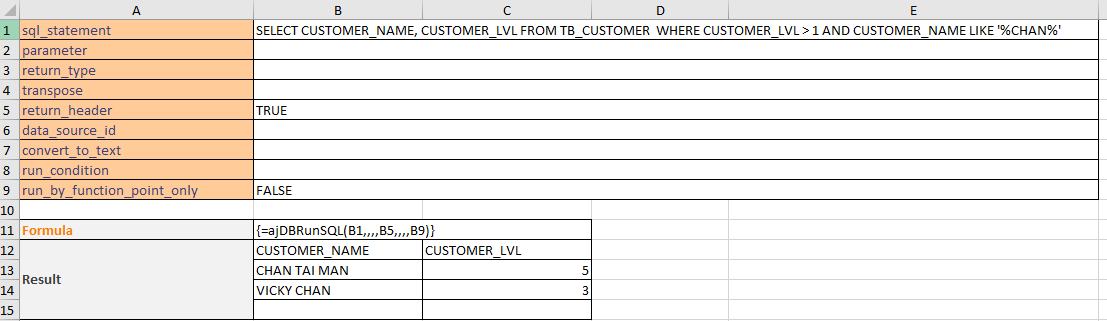 A B C D E
1 sql_statement SELECT CUSTOMER_NAME, CUSTOMER_LVL FROM TB_CUSTOMER  WHERE CUSTOMER_LVL > 1 AND CUSTOMER_NAME LIKE '%CHAN%'
2 parameter
3 return_type
4 transpose
5 return_header TRUE
6 data_source_id
7 convert_to_text
8 run_condition
9 run_by_function_point_only FALSE
10
11 Formula {=ajDBRunSQL(B1,,,,B5,,,,B9)}
12 CUSTOMER_NAME CUSTOMER_LVL
13 CHAN TAI MAN 5
Result
14 VICKY CHAN 3
15